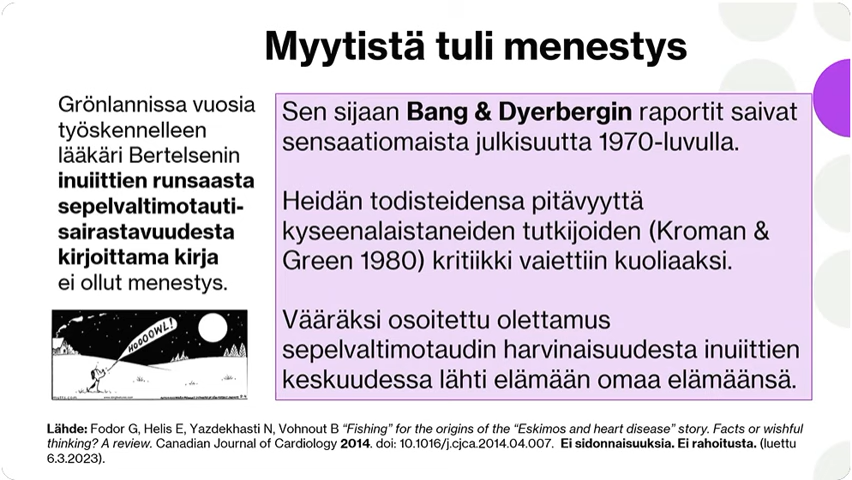 Myytistä tuli menestys
Grönlannissa vuosia
työskennelleen
lääkäri Bertelsenin
inuiittien runsaasta
sepelvaltimotauti-
sairastavuudesta
kirjoittama kirja
ei ollut menestys.
HOOOOWL!
Sen sijaan Bang & Dyerbergin raportit saivat
sensaatiomaista julkisuutta 1970-luvulla.
Heidän todisteidensa pitävyyttä
kyseenalaistaneiden tutkijoiden (Kroman &
Green 1980) kritiikki vaiettiin kuoliaaksi.
Vääräksi osoitettu olettamus
sepelvaltimotaudin harvinaisuudesta inuiittien
keskuudessa lähti elämään omaa elämäänsä.
Lähde: Fodor G, Helis E, Yazdekhasti N, Vohnout B “Fishing” for the origins of the “Eskimos and heart disease” story. Facts or wishful
thinking? A review. Canadian Journal of Cardiology 2014. doi: 10.1016/j.cjca.2014.04.007. Ei sidonnaisuuksia. Ei rahoitusta. (luettu
6.3.2023).